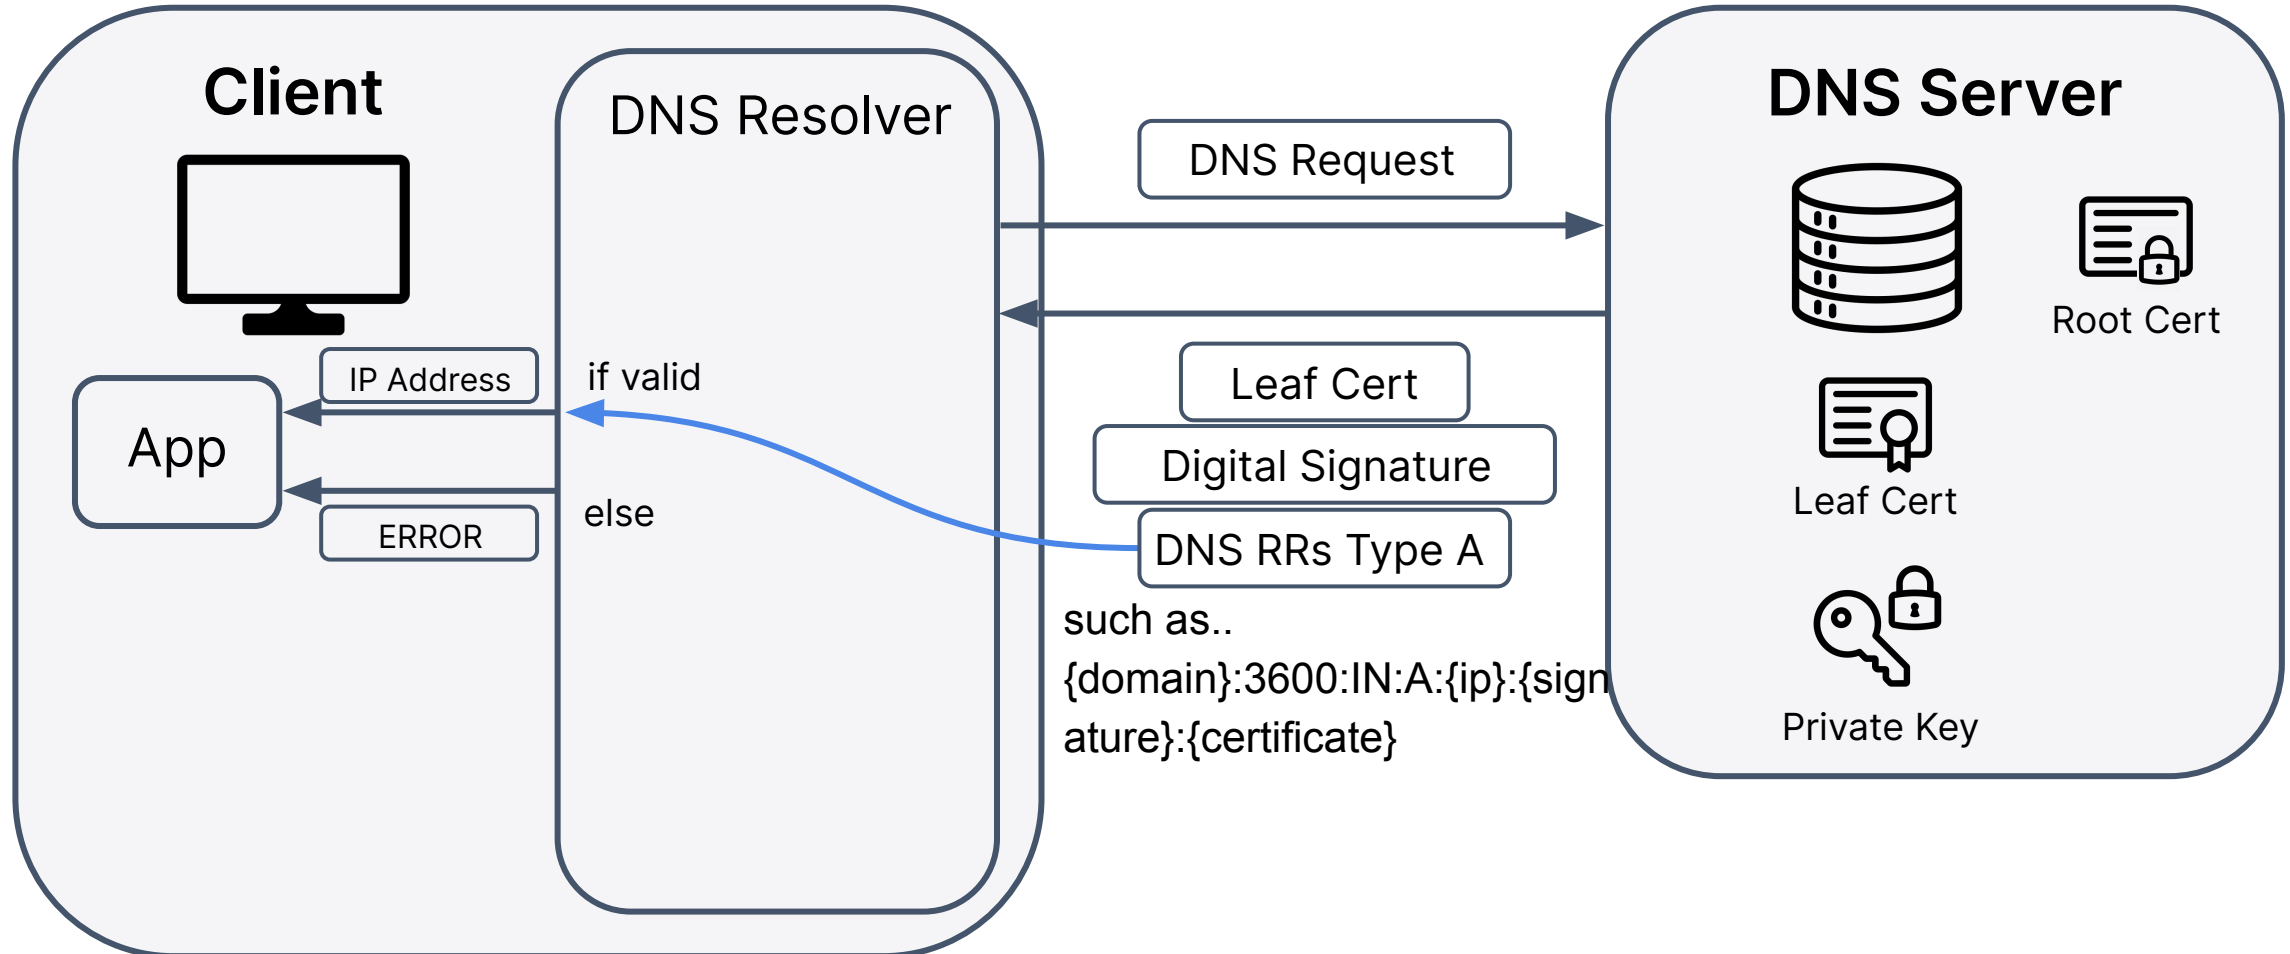 Client
DNS Resolver
DNS Server
DNS Request
Root Cert
IP Address
if valid
Leaf Cert
App
Digital Signature
Leaf Cert
else
ERROR
DNS RRs Type A
such as..
{domain}:3600:IN:A:{ip}:{sign
ature}:{certificate}
Private Key